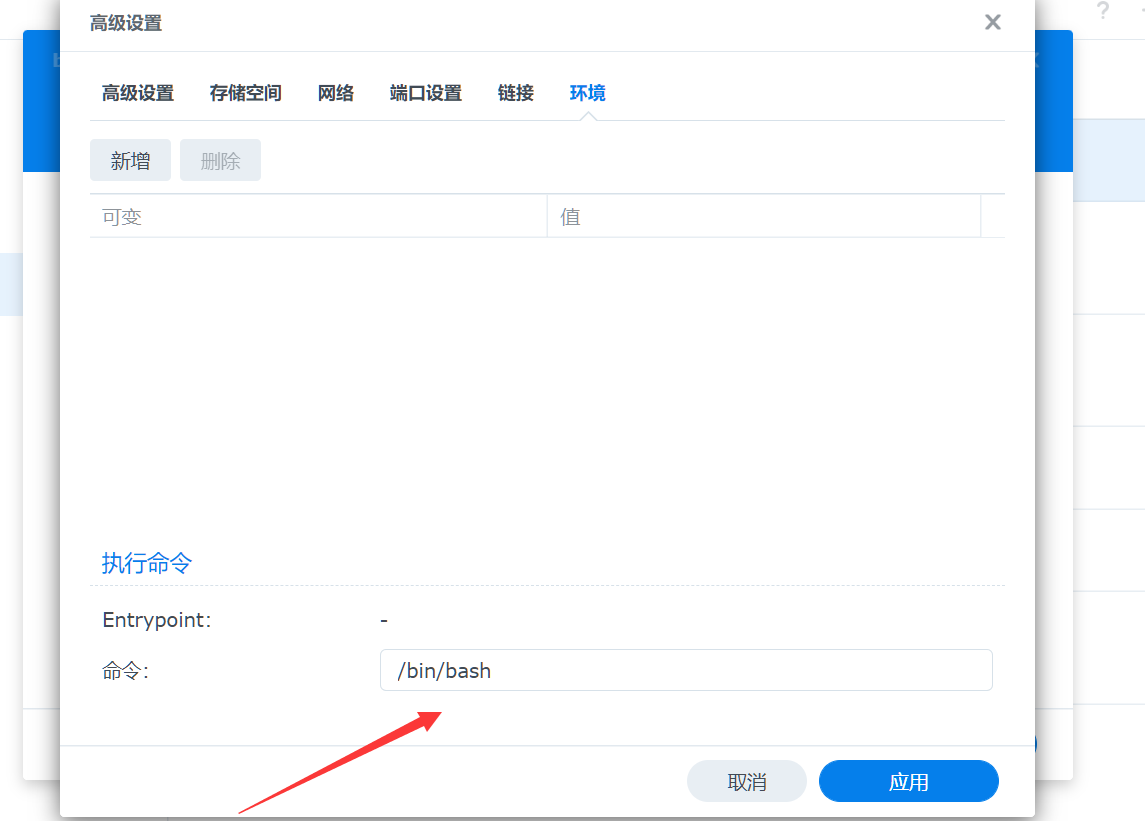 高级设置
高级设置 存储空间 网络 端口设置 链接 环境
新增 删除
可变 值
执行命令
Entrypoint: -
命令: /bin/bash
取消 应用